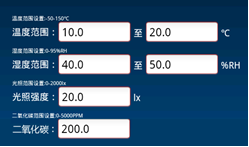 温度范围设置:-50-150℃
温度范围： 10.0 至 20.0 ℃
湿度范围设置:0-95%RH
湿度范围： 40.0 至 50.0 %RH
光照范围设置:0-2000lx
光照强度： 20.0 lx
二氧化碳范围设置:0-5000PPM
二氧化碳： 200.0